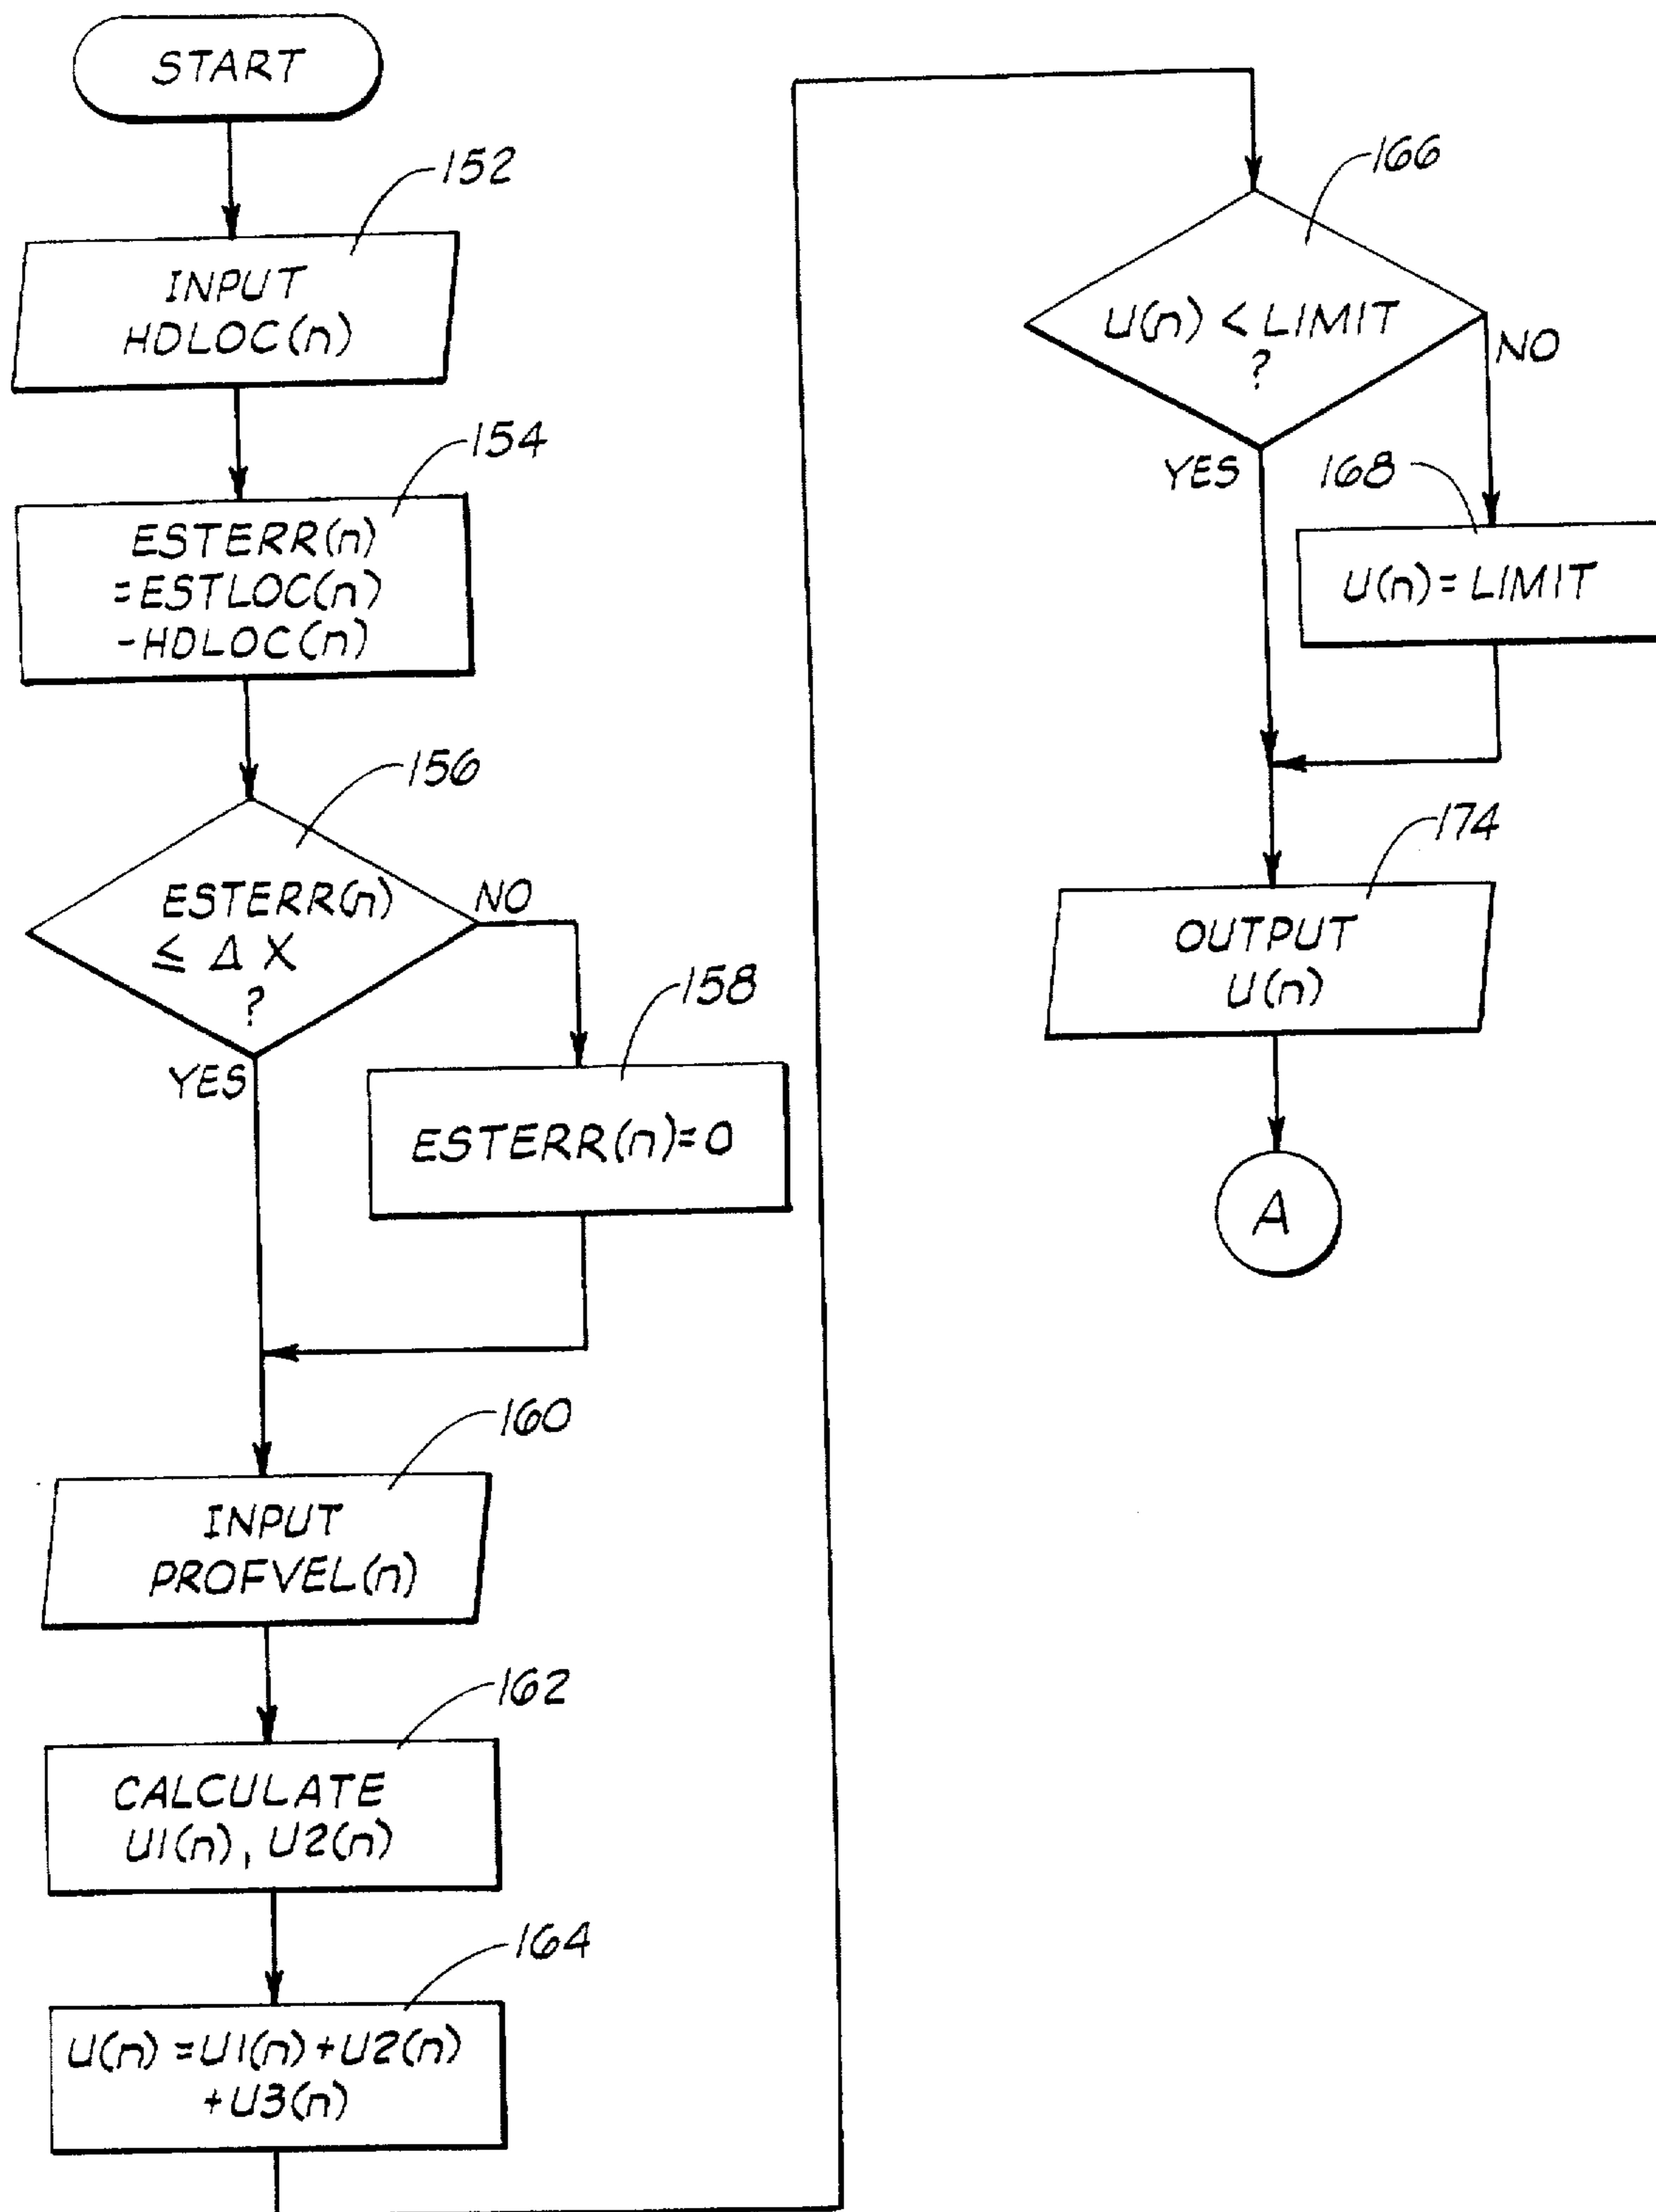 START
152
INPUT
HDLOC(n)
154
ESTERR(n)
=ESTLOC(n)
-HDLOC(n)
156
ESTERR(n)
≤ Δ X
?
NO
YES
158
ESTERR(n)=0
160
INPUT
PROFVEL(n)
162
CALCULATE
U1(n), U2(n)
164
U(n)=U1(n)+U2(n)
+U3(n)
166
U(n) < LIMIT
?
NO
YES
168
U(n)= LIMIT
174
OUTPUT
U(n)
A